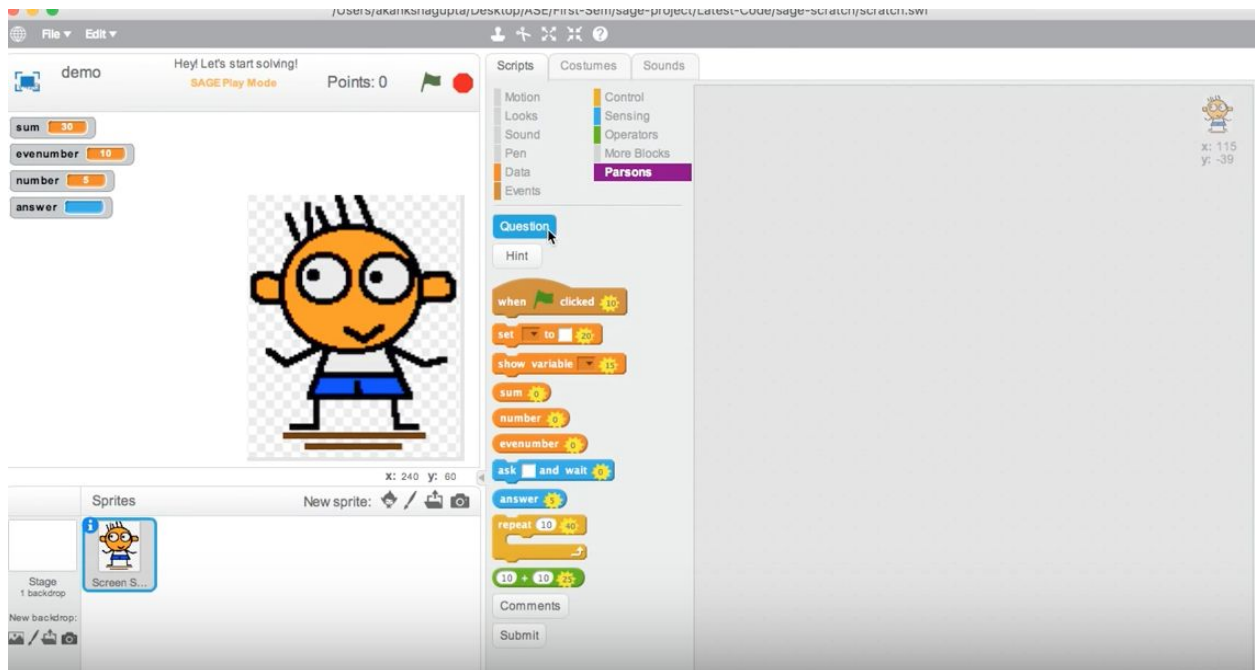 /Users/akankshagupta/Desktop/ASE/First-Sem/sage-project/Latest-Code/sage-scratch/scratch.swf
File Edit
demo
Hey! Let's start solving!
SAGE Play Mode
Points: 0
sum 30
evenumber 10
number 5
answer
x: 240 y: 60
Sprites
New sprite:
Stage
1 backdrop
New backdrop:
Screen S...
Scripts Costumes Sounds
Motion Control
Looks Sensing
Sound Operators
Pen More Blocks
Data Parsons
Events
Question
Hint
when clicked 10
set to 20
show variable 15
sum 0
number 0
evenumber 0
ask and wait 0
answer 5
repeat 10 40
10 + 10 25
Comments
Submit
x: 115
y: -39